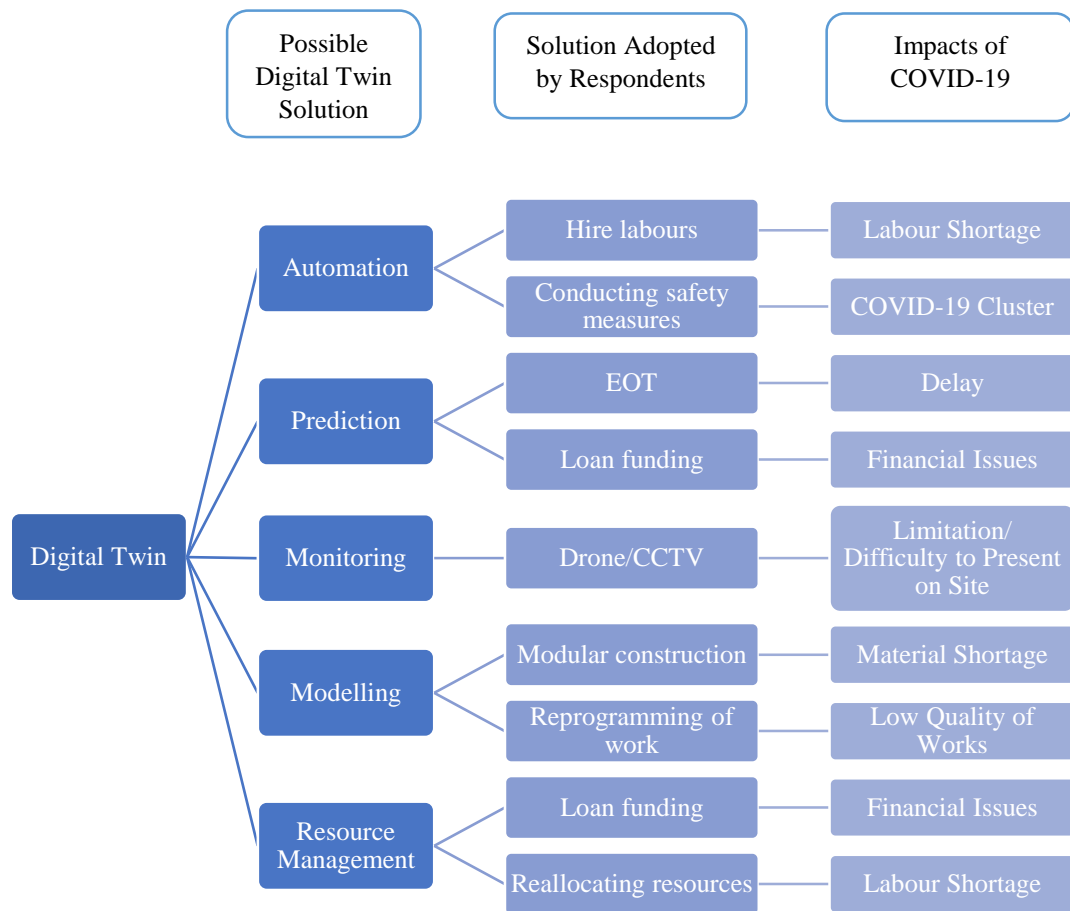 Possible
Digital Twin
Solution
Solution Adopted
by Respondents
Impacts of
COVID-19
Digital Twin
Automation
Hire labours
Labour Shortage
Conducting safety
measures
COVID-19 Cluster
Prediction
EOT
Delay
Loan funding
Financial Issues
Monitoring
Drone/CCTV
Limitation/
Difficulty to Present
on Site
Modelling
Modular construction
Material Shortage
Reprogramming of
work
Low Quality of
Works
Resource
Management
Loan funding
Financial Issues
Reallocating resources
Labour Shortage